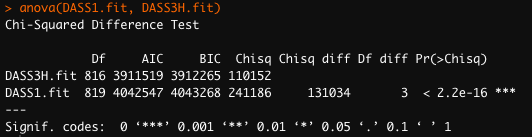 > anova(DASS1.fit, DASS3H.fit)
Chi-Squared Difference Test
Df AIC BIC Chisq Chisq diff Df diff Pr(>Chisq)
DASS3H.fit 816 3911519 3912265 110152
DASS1.fit 819 4042547 4043268 241186 131034 3 < 2.2e-16 ***
---
Signif. codes: 0 ‘***’ 0.001 ‘**’ 0.01 ‘*’ 0.05 ‘.’ 0.1 ‘ ’ 1